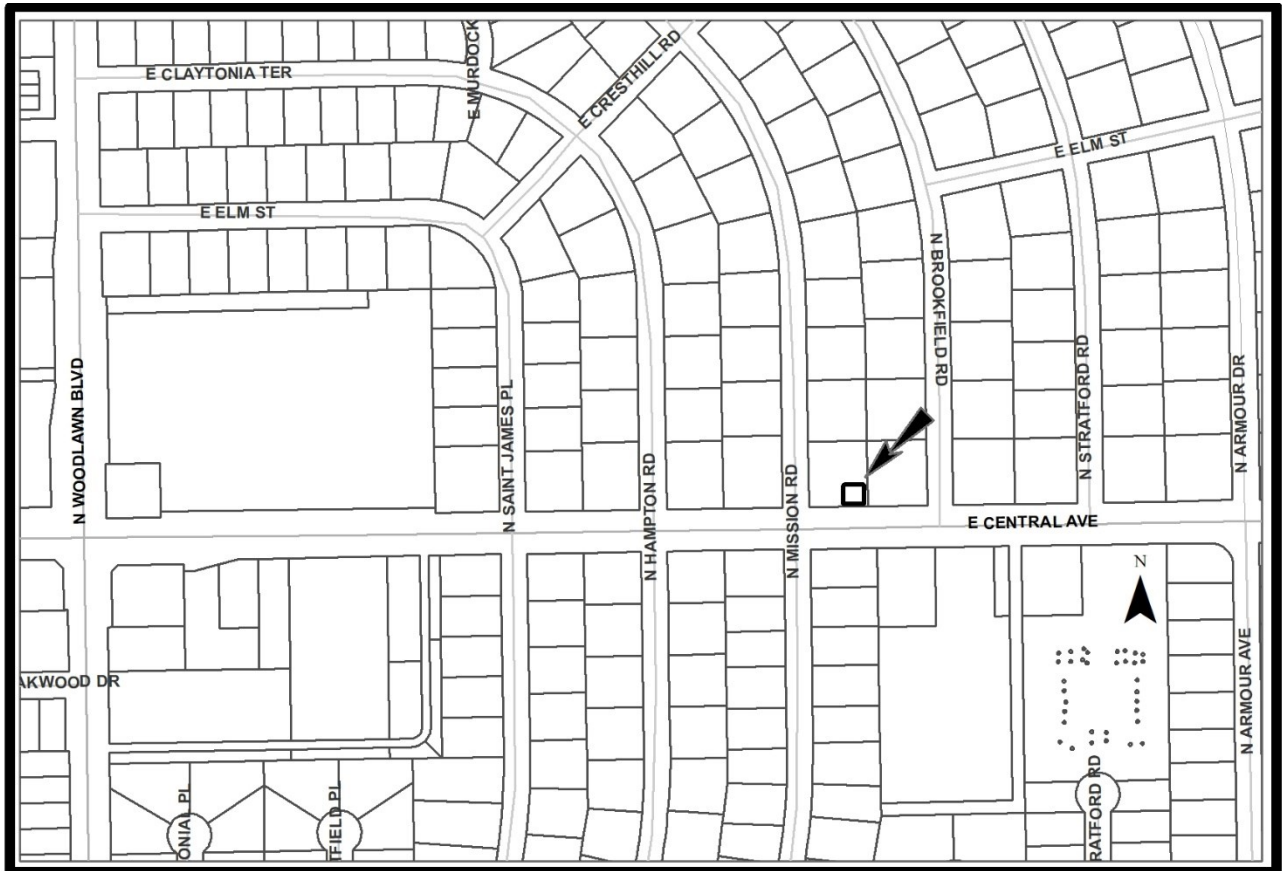 E MURDOCK
E CRESTHILL RD
E CLAYTONIA TER
E ELM ST
E ELM ST
N BROOKFIELD RD
N WOODLAWN BLVD
N SAINT JAMES PL
N STRATFORD RD
N ARMOUR DR
N HAMPTON RD
N MISSION RD
E CENTRAL AVE
N
AKWOOD DR
N ARMOUR AVE
ONIAL PL
TFIELD PL
RATFORD RD